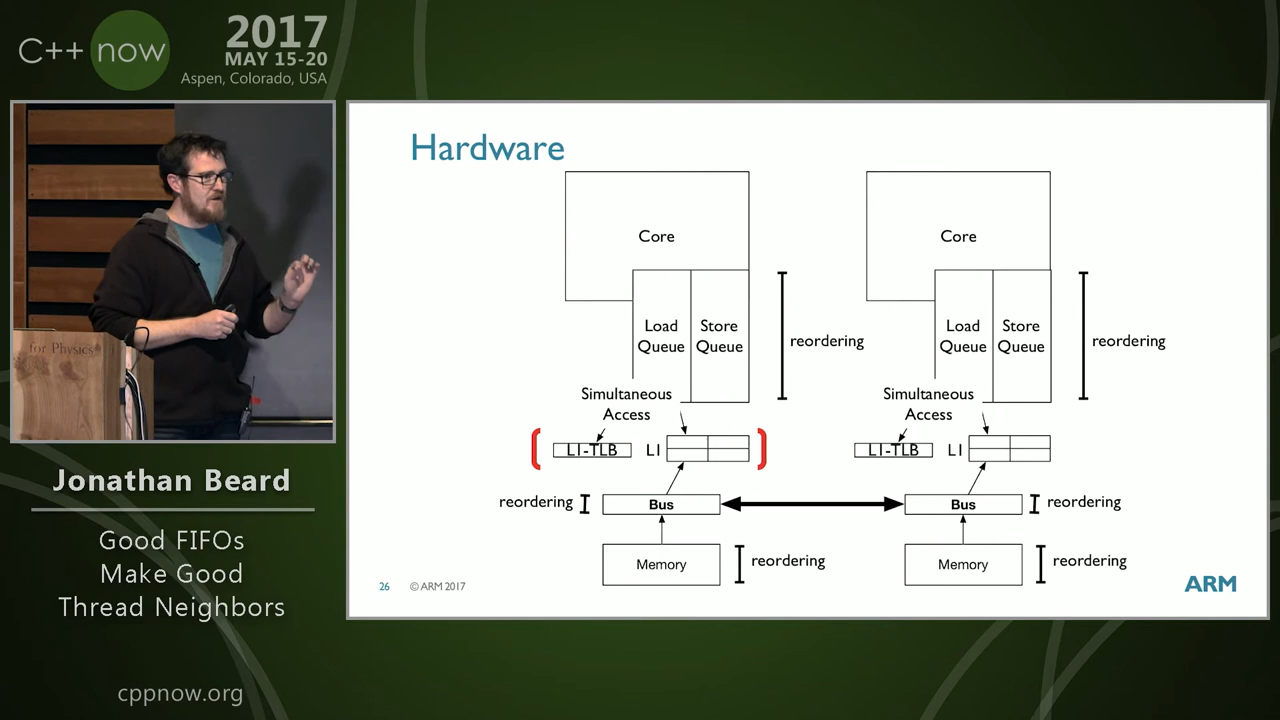 C++ now
2017
MAY 15-20
Aspen, Colorado, USA
for Physics
Jonathan Beard
Good FIFOs
Make Good
Thread Neighbors
cppnow.org
Hardware
Core
Load
Queue
Store
Queue
reordering
Simultaneous
Access
L1-TLB
L1
reordering
Bus
Memory
reordering
Core
Load
Queue
Store
Queue
reordering
Simultaneous
Access
L1-TLB
L1
Bus
reordering
Memory
reordering
26
© ARM 2017
ARM